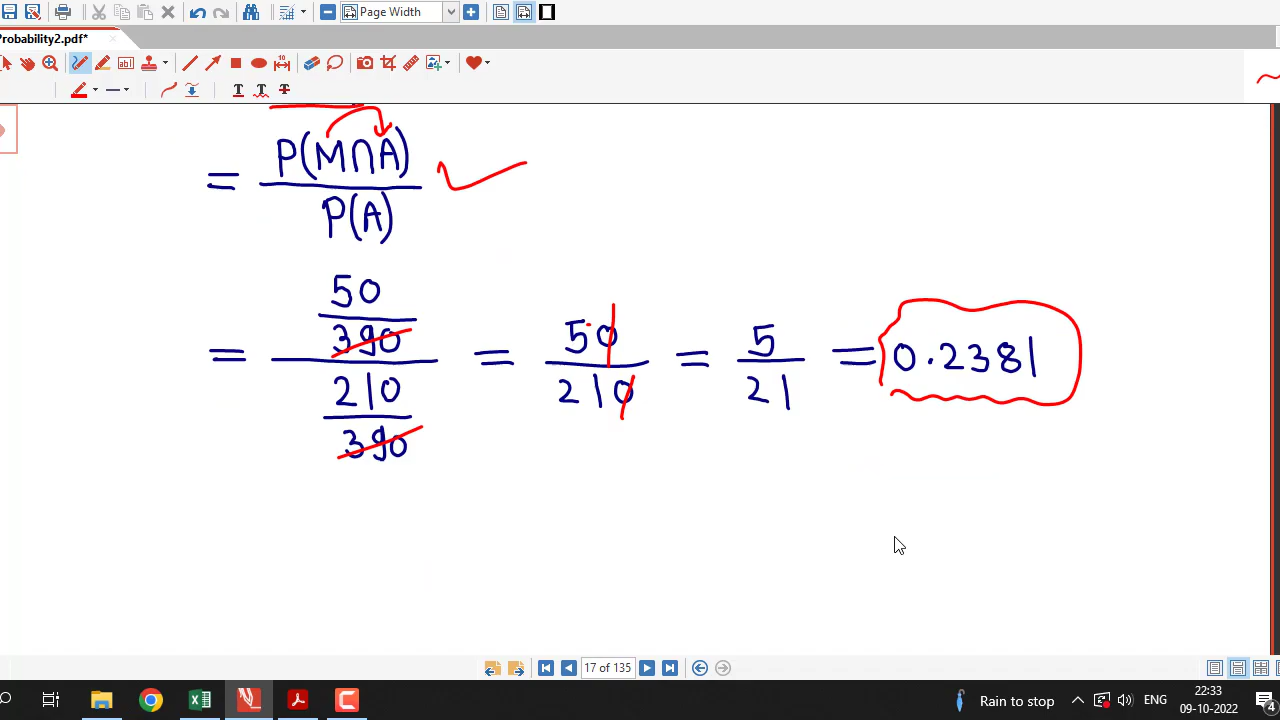 Page Width
Probability2.pdf*
= P(M∩A)
P(A)
= 50/390 / 210/390 = 50/210 = 5/21 = 0.2381
17 of 135
Rain to stop
ENG
22:33
09-10-2022
4